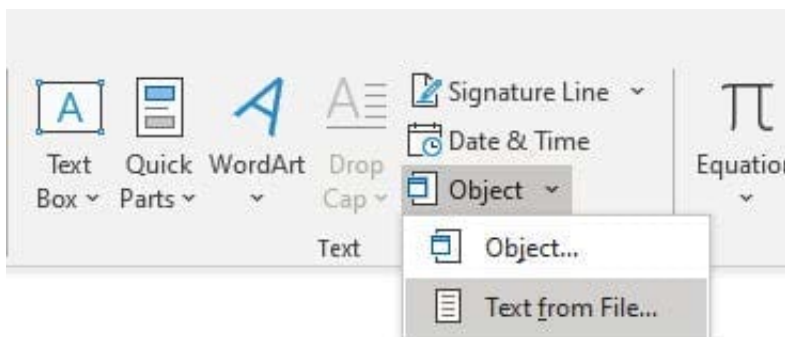 Text
Box
Quick
Parts
WordArt
Drop
Cap
Signature Line
Date & Time
Object
Equation
Text
Object...
Text from File...